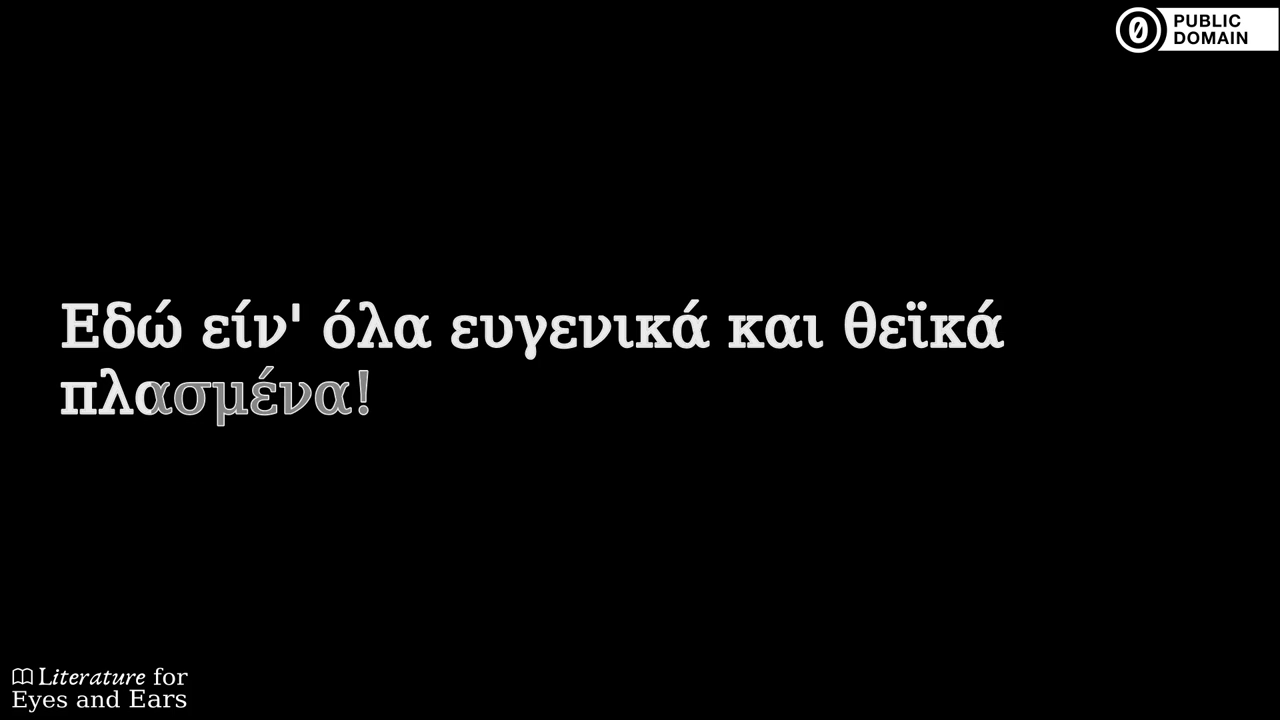 PUBLIC
DOMAIN
Εδώ είν' όλα ευγενικά και θεϊκά
πλασμένα!
Literature for
Eyes and Ears